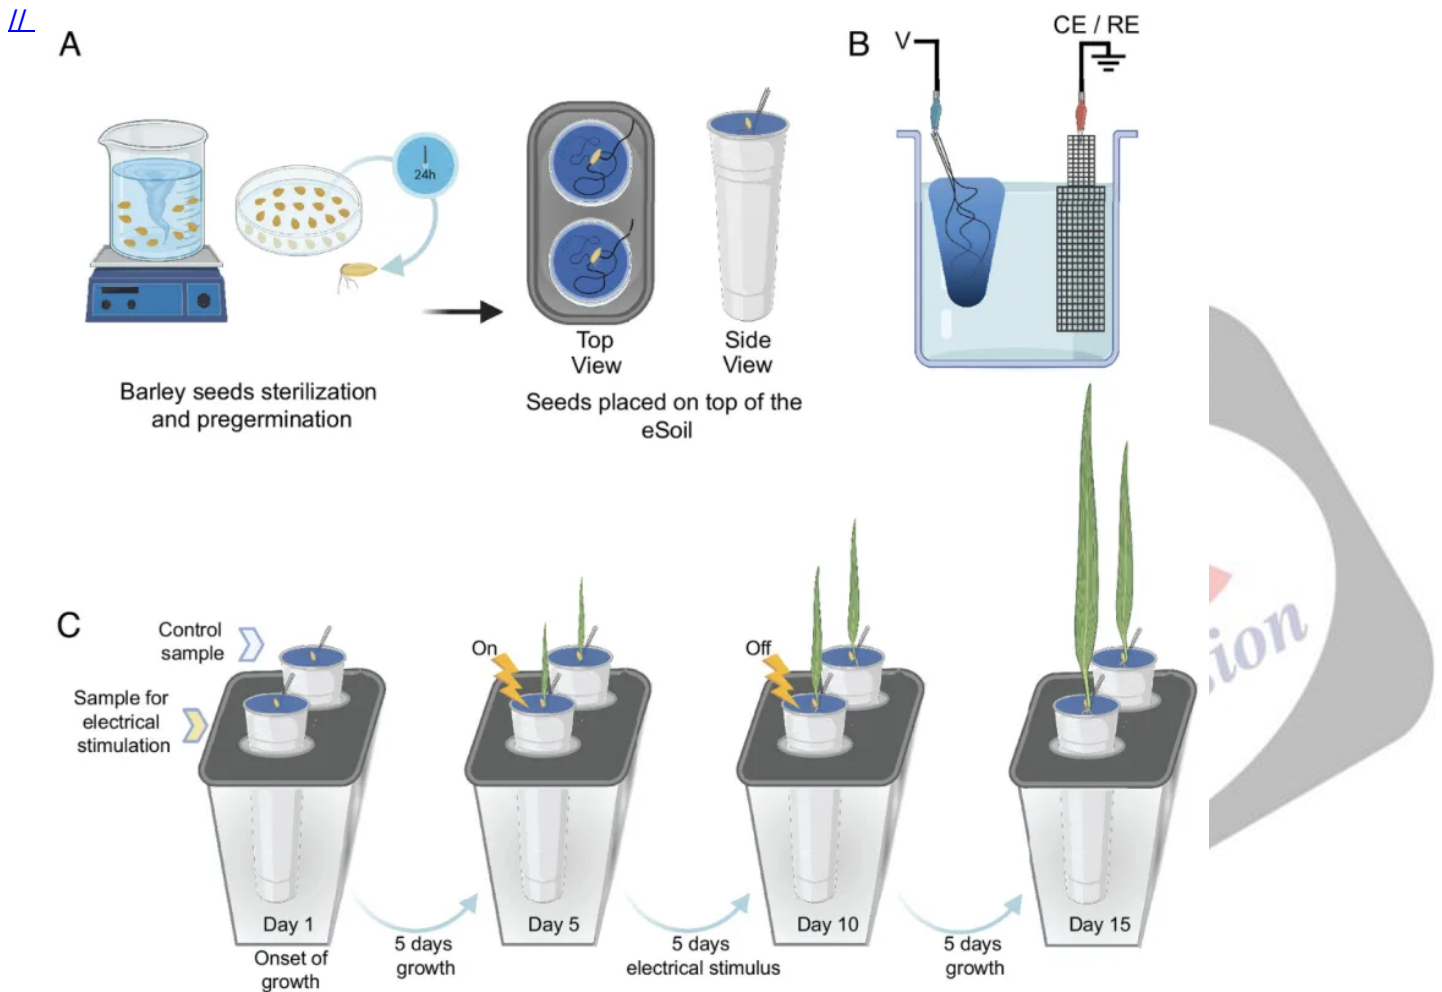 //
A
B
V
CE / RE
24h
Top
View
Side
View
Barley seeds sterilization
and pregermination
Seeds placed on top of the
eSoil
C
Control
sample
Sample for
electrical
stimulation
On
Off
Day 1
Day 5
Day 10
Day 15
Onset of
growth
5 days
growth
5 days
electrical stimulus
5 days
growth